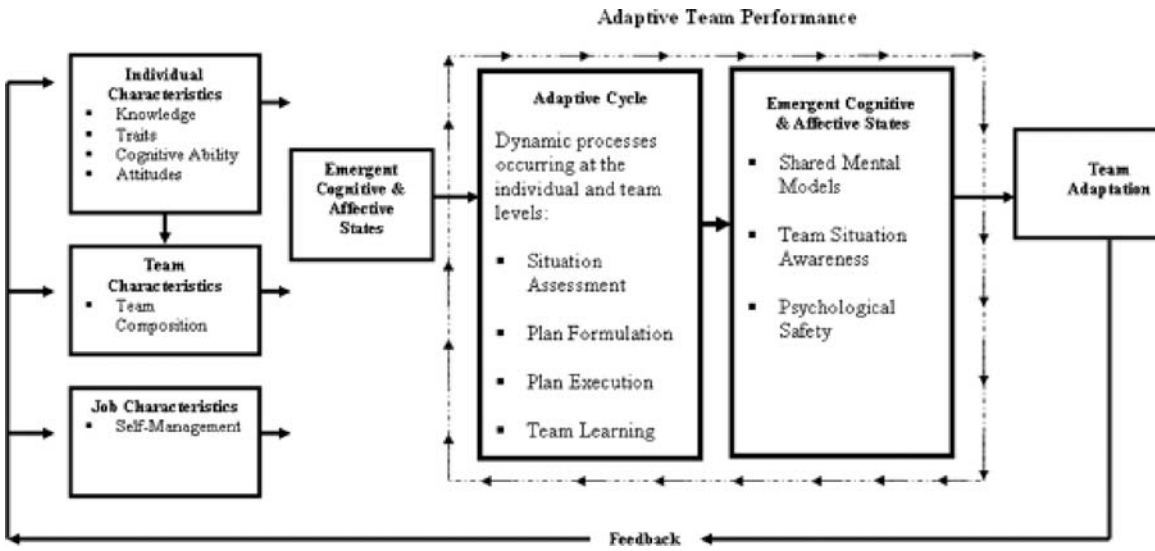 Adaptive Team Performance
Individual
Characteristics
▪ Knowledge
▪ Traits
▪ Cognitive Ability
▪ Attitudes
Team
Characteristics
▪ Team
Composition
Job Characteristics
▪ Self-Management
Emergent
Cognitive &
Affective
States
Adaptive Cycle
Dynamic processes
occurring at the
individual and team
levels:
▪ Situation
Assessment
▪ Plan Formulation
▪ Plan Execution
▪ Team Learning
Emergent Cognitive
& Affective States
▪ Shared Mental
Models
▪ Team Situation
Awareness
▪ Psychological
Safety
Team
Adaptation
Feedback